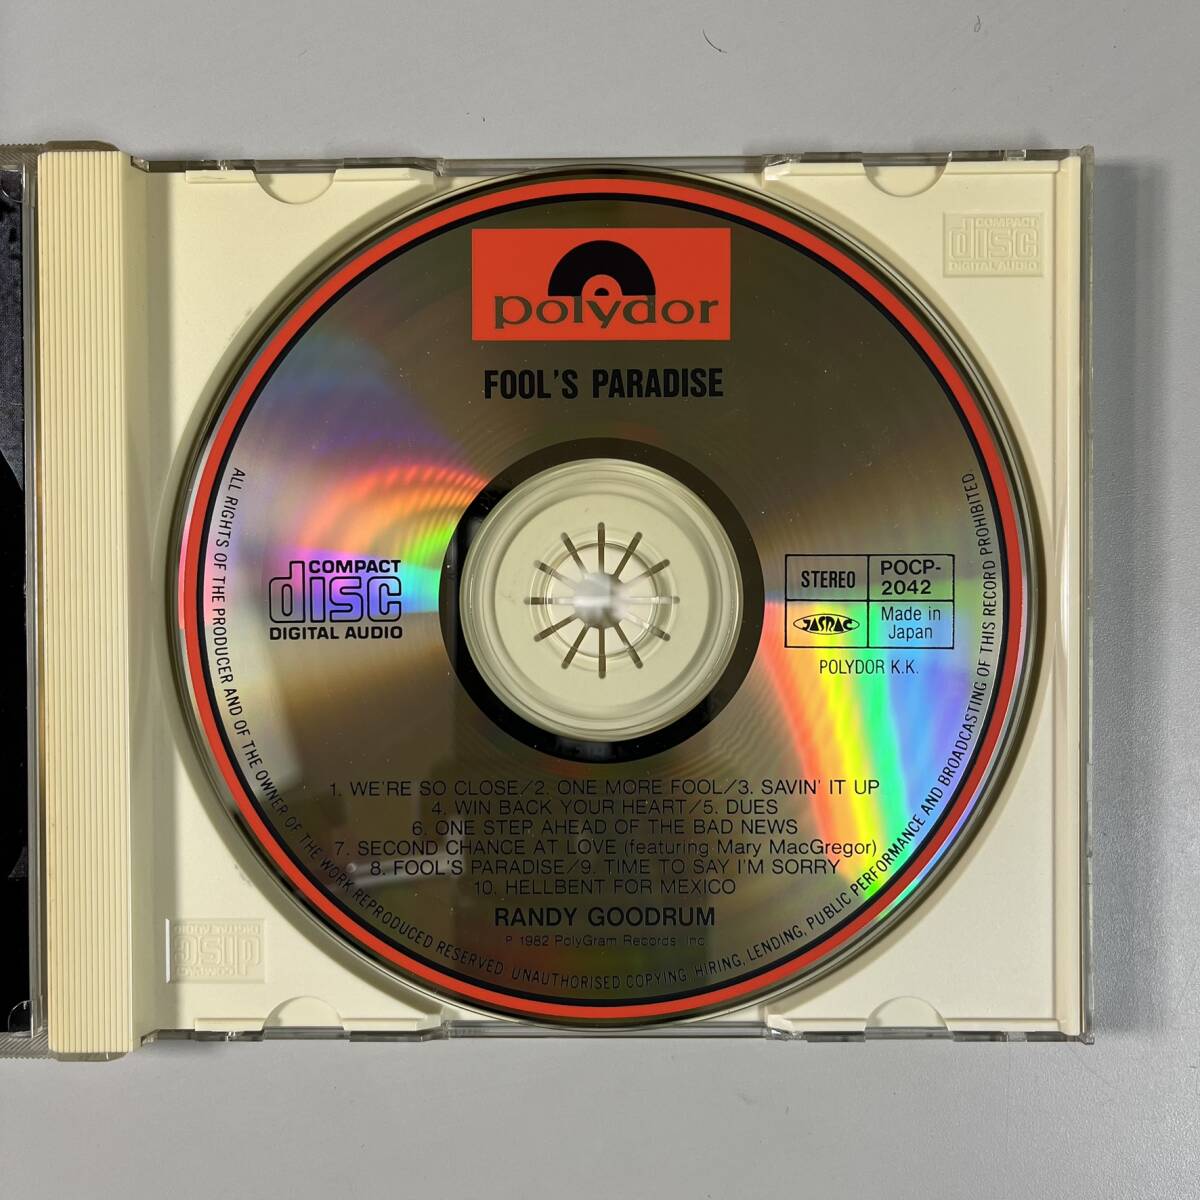 polydor
FOOL'S PARADISE
COMPACT
disc
DIGITAL AUDIO
COMPACT
disc
DIGITAL AUDIO
STEREO
POCP-
2042
JASRAC
Made in
Japan
POLYDOR K.K.
1. WE'RE SO CLOSE/2. ONE MORE FOOL/3. SAVIN' IT UP
4. WIN BACK YOUR HEART/5. DUES
6. ONE STEP AHEAD OF THE BAD NEWS
7. SECOND CHANCE AT LOVE (featuring Mary MacGregor)
8. FOOL'S PARADISE/9. TIME TO SAY I'M SORRY
10. HELLBENT FOR MEXICO
RANDY GOODRUM
P 1982 PolyGram Records Inc.
ALL RIGHTS OF THE PRODUCER AND OF THE OWNER OF THE WORK REPRODUCED RESERVED. UNAUTHORISED COPYING, HIRING, LENDING, PUBLIC PERFORMANCE AND BROADCASTING OF THIS RECORD PROHIBITED.
COMPACT
disc
DIGITAL AUDIO